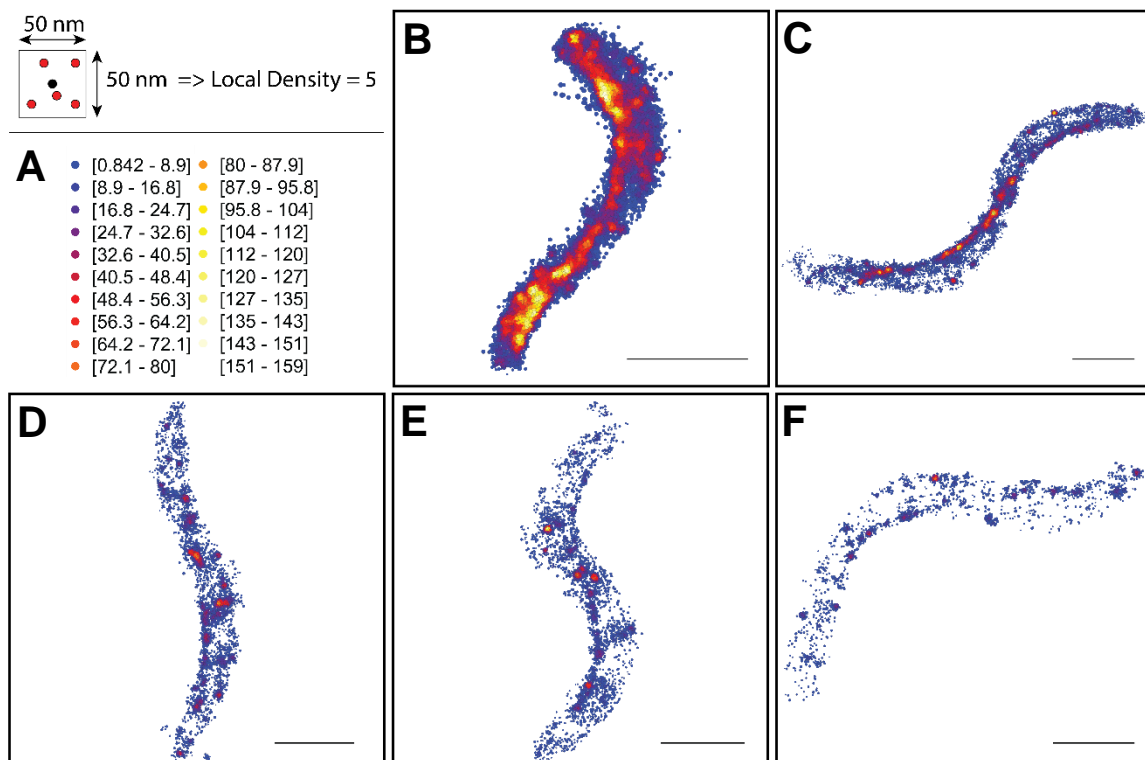 50 nm
50 nm => Local Density = 5
A
[0.842 - 8.9]
[8.9 - 16.8]
[16.8 - 24.7]
[24.7 - 32.6]
[32.6 - 40.5]
[40.5 - 48.4]
[48.4 - 56.3]
[56.3 - 64.2]
[64.2 - 72.1]
[72.1 - 80]
[80 - 87.9]
[87.9 - 95.8]
[95.8 - 104]
[104 - 112]
[112 - 120]
[120 - 127]
[127 - 135]
[135 - 143]
[143 - 151]
[151 - 159]
B
C
D
E
F